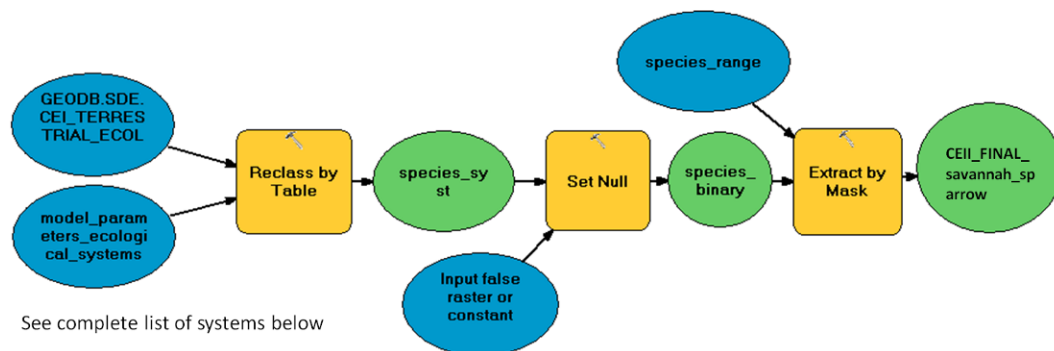 GEODB.SDE.
CEI_TERRES
TRIAL_ECOL
model_param
eters_ecologi
cal_systems
Reclass by
Table
species_sy
st
Input false
raster or
constant
Set Null
species_
binary
species_range
Extract by
Mask
CEII_FINAL_
savannah_sp
arrow
See complete list of systems below